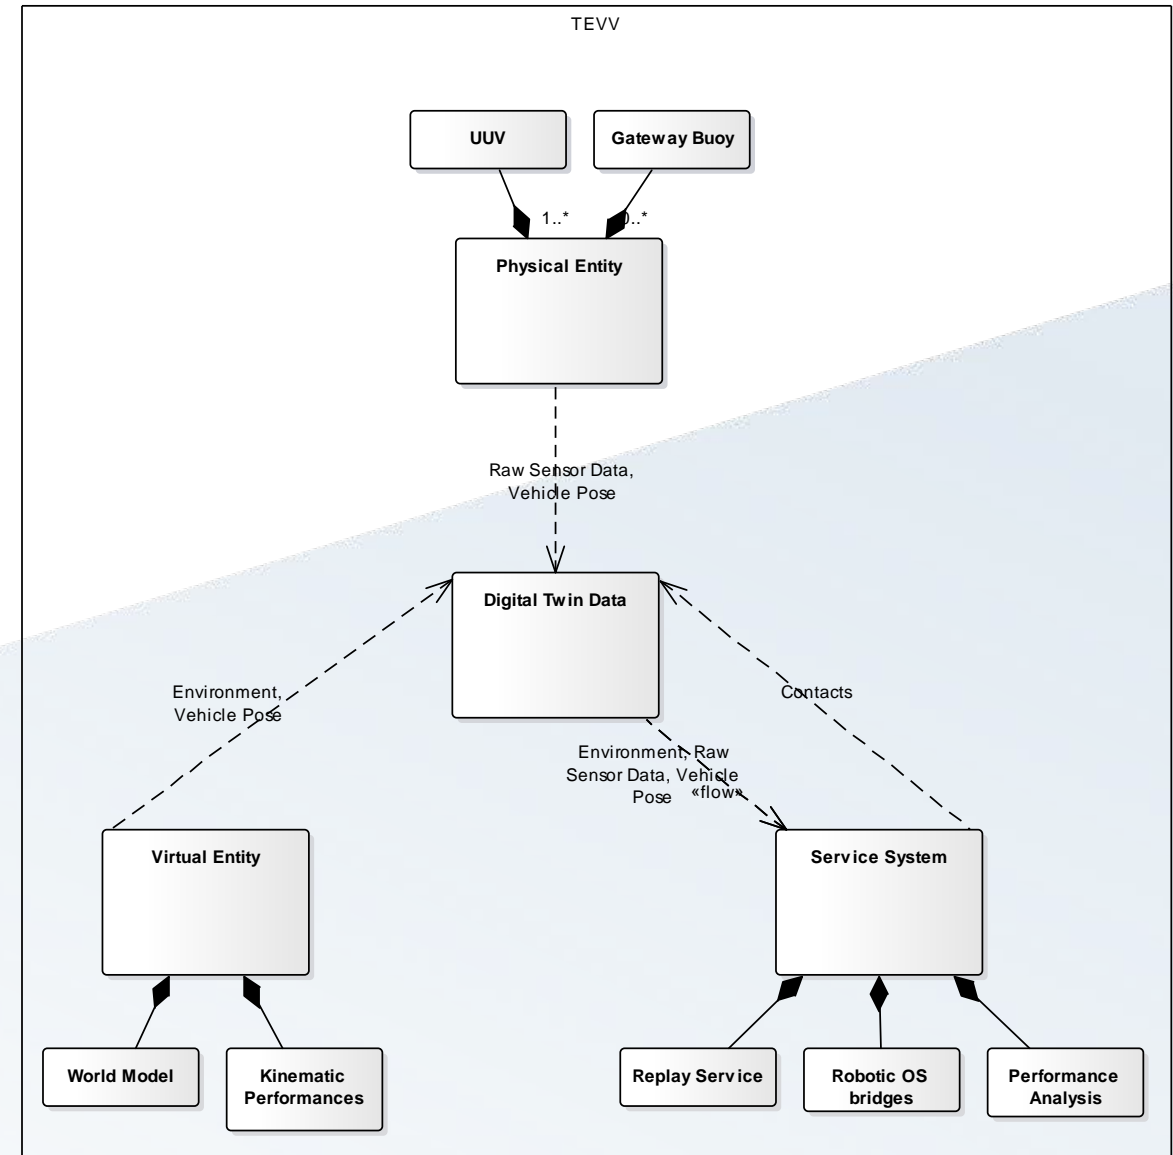 TEVV
UUV
Gateway Buoy
1..*
0..*
Physical Entity
Raw Sensor Data,
Vehicle Pose
Digital Twin Data
Environment,
Vehicle Pose
Contacts
Environment, Raw
Sensor Data, Vehicle
Pose
«flow»
Virtual Entity
Service System
World Model
Kinematic
Performances
Replay Service
Robotic OS
bridges
Performance
Analysis